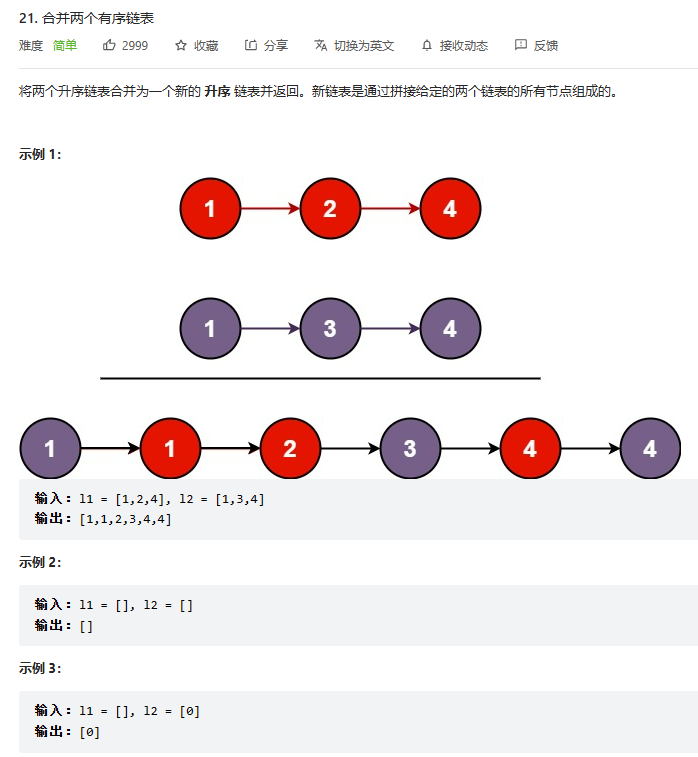 21. 合并两个有序链表
难度 简单 2999 收藏 分享 切换为英文 接收动态 反馈
将两个升序链表合并为一个新的 升序 链表并返回。新链表是通过拼接给定的两个链表的所有节点组成的。
示例 1：
1 2 4
1 3 4
1 1 2 3 4 4
输入：l1 = [1,2,4], l2 = [1,3,4]
输出：[1,1,2,3,4,4]
示例 2：
输入：l1 = [], l2 = []
输出：[]
示例 3：
输入：l1 = [], l2 = [0]
输出：[0]